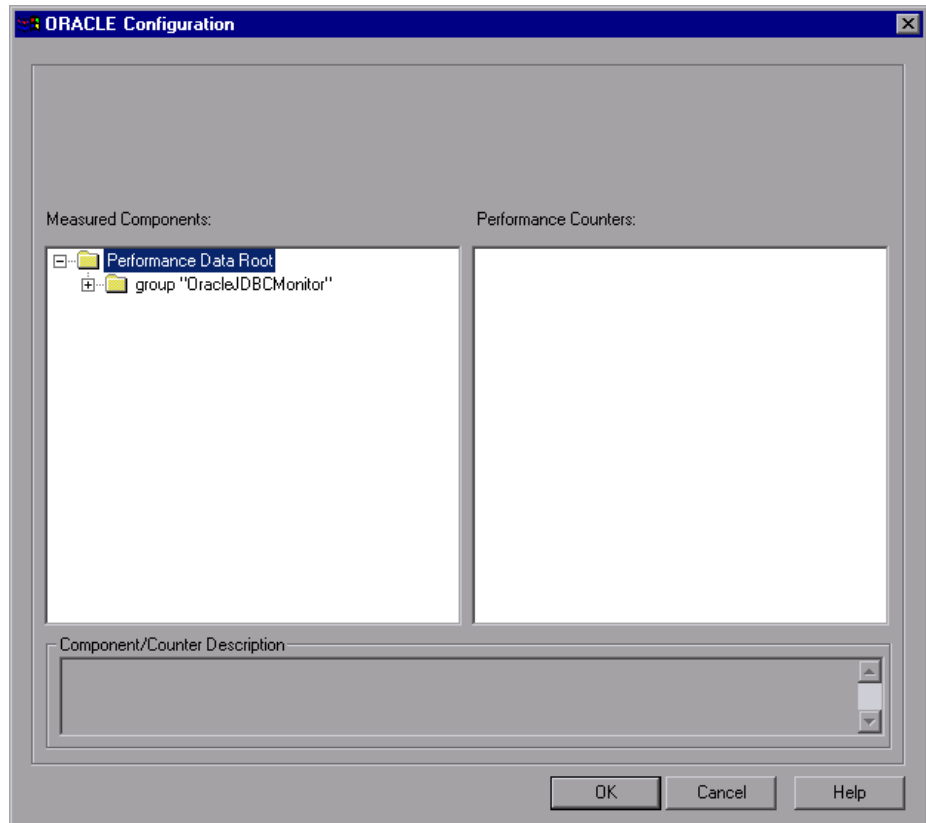 ORACLE Configuration
Measured Components:
Performance Counters:
Performance Data Root
group "OracleJDBCMonitor"
Component/Counter Description
OK
Cancel
Help